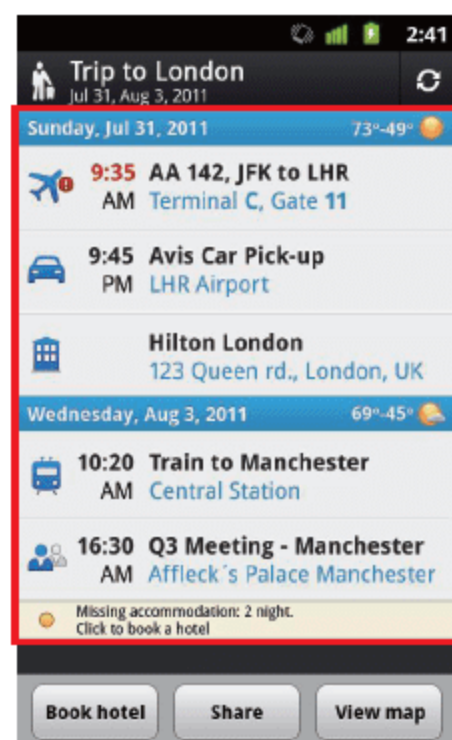 2:41
Trip to London
Jul 31, Aug 3, 2011
Sunday, Jul 31, 2011 73°-49°
9:35 AA 142, JFK to LHR
AM Terminal C, Gate 11
9:45 Avis Car Pick-up
PM LHR Airport
Hilton London
123 Queen rd., London, UK
Wednesday, Aug 3, 2011 69°-45°
10:20 Train to Manchester
AM Central Station
16:30 Q3 Meeting - Manchester
AM Affleck´s Palace Manchester
Missing accommodation: 2 night.
Click to book a hotel
Book hotel Share View map